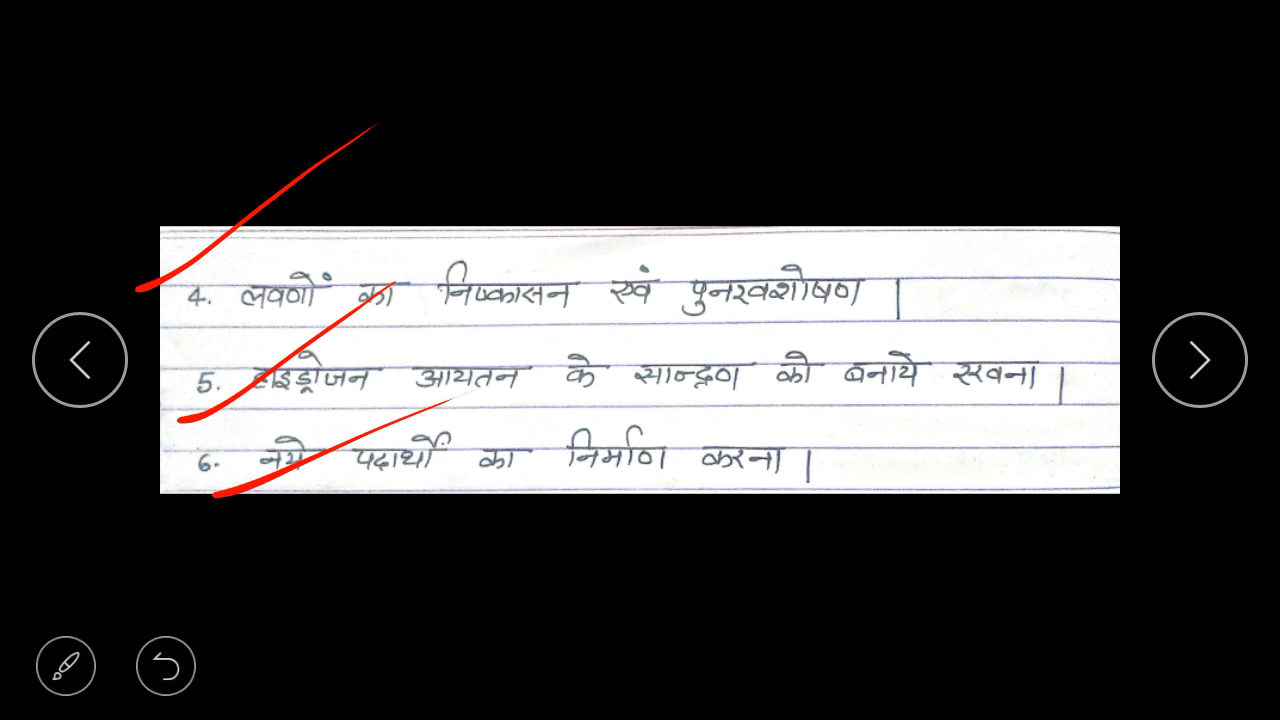 4. लवणों का निष्कासन एवं पुनरवशोषण |
5. हाइड्रोजन आयतन के सान्द्रण को बनाये रखना |
6. नये पदार्थों का निर्माण करना |